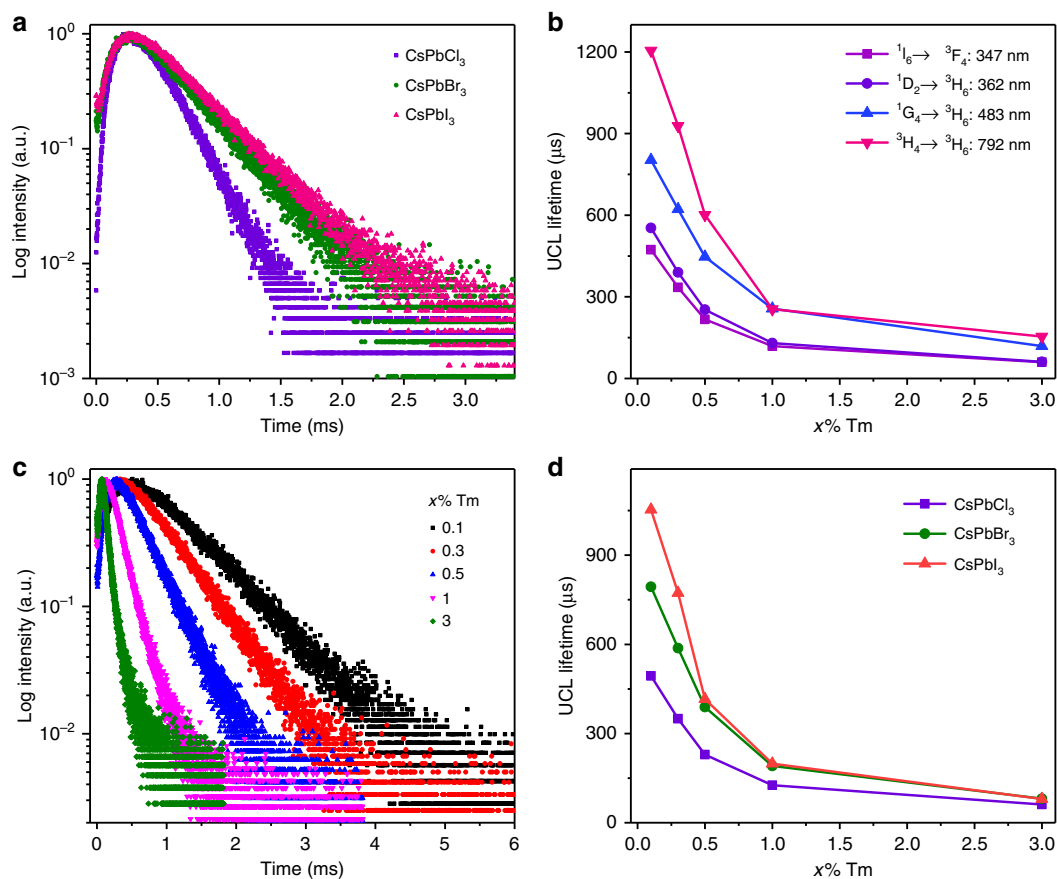 a
10⁰
10⁻¹
10⁻²
10⁻³
Log intensity (a.u.)
0.0 0.5 1.0 1.5 2.0 2.5 3.0
Time (ms)
CsPbCl₃
CsPbBr₃
CsPbI₃
b
1200
900
600
300
0
UCL lifetime (µs)
0.0 0.5 1.0 1.5 2.0 2.5 3.0
x% Tm
¹I₆→ ³F₄: 347 nm
¹D₂→ ³H₆: 362 nm
¹G₄→ ³H₆: 483 nm
³H₄→ ³H₆: 792 nm
c
10⁰
10⁻¹
10⁻²
Log intensity (a.u.)
0 1 2 3 4 5 6
Time (ms)
x% Tm
0.1
0.3
0.5
1
3
d
900
600
300
0
UCL lifetime (µs)
0.0 0.5 1.0 1.5 2.0 2.5 3.0
x% Tm
CsPbCl₃
CsPbBr₃
CsPbI₃